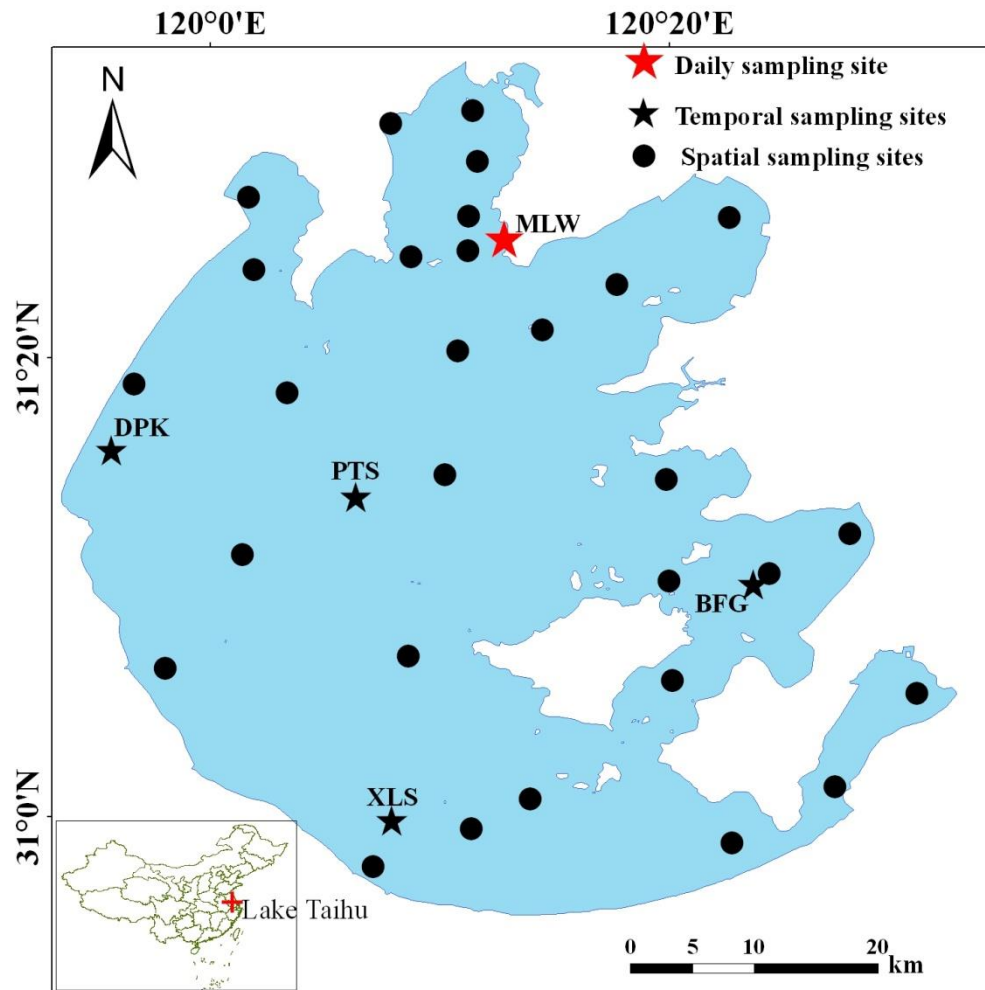 120°0'E 120°20'E
N
Daily sampling site
Temporal sampling sites
Spatial sampling sites
MLW
31°20'N
DPK
PTS
BFG
31°0'N
XLS
Lake Taihu
0 5 10 20
km